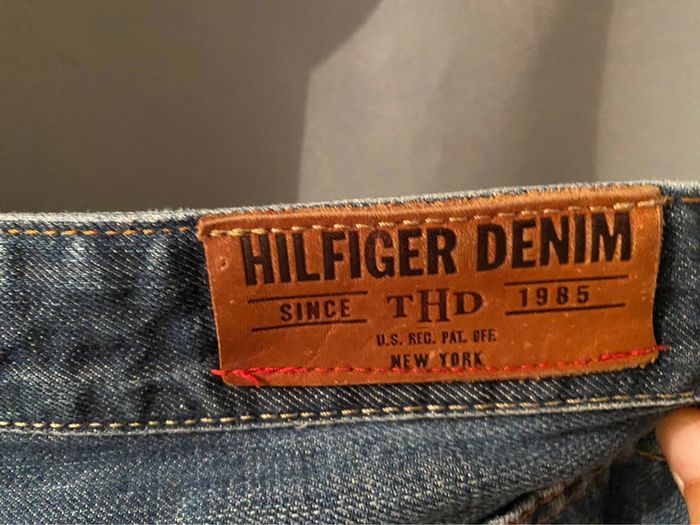 HILFIGER DENIM
SINCE THD 1985
U.S. REG. PAT. OFF.
NEW YORK